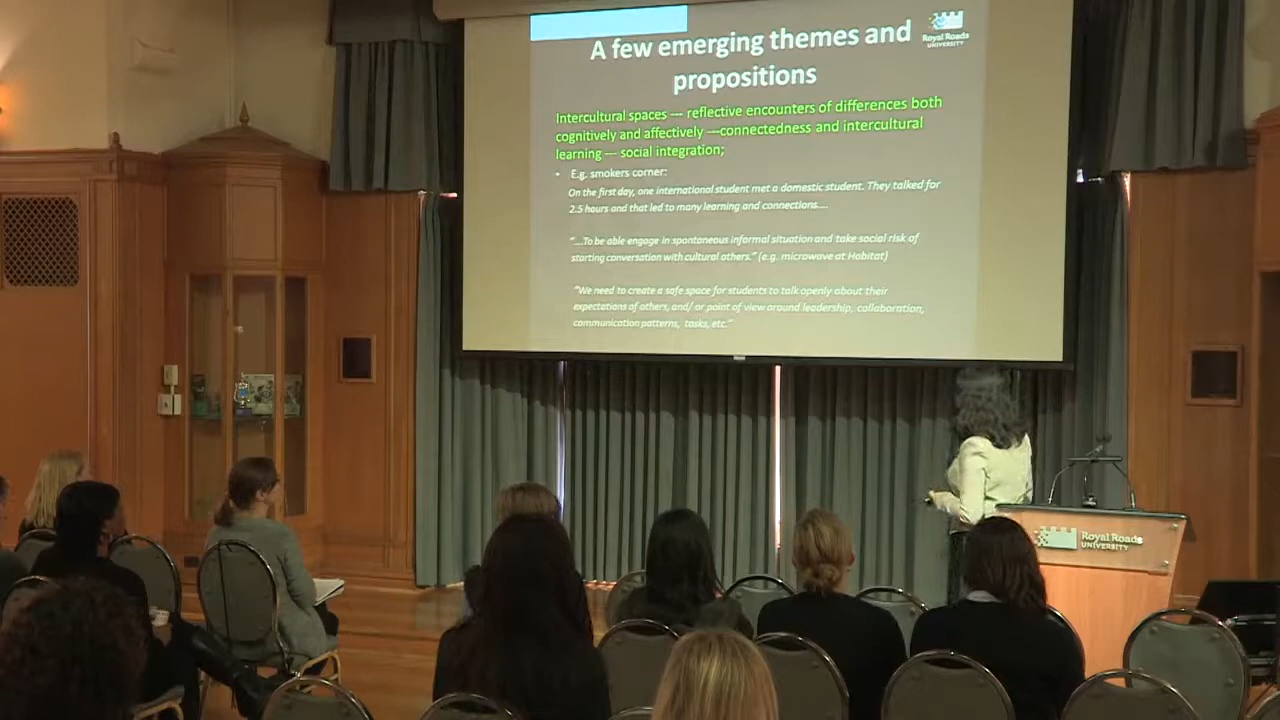 A few emerging themes and
propositions
Royal Roads
UNIVERSITY
Intercultural spaces --- reflective encounters of differences both
cognitively and affectively ---connectedness and intercultural
learning --- social integration;
• E.g. smokers corner:
On the first day, one international student met a domestic student. They talked for
2.5 hours and that led to many learning and connections....
"...To be able engage in spontaneous informal situation and take social risk of
starting conversation with cultural others." (e.g. microwave at Habitat)
"We need to create a safe space for students to talk openly about their
expectations of others, and/ or point of view around leadership, collaboration,
communication patterns, tasks, etc."
Royal Roads
UNIVERSITY